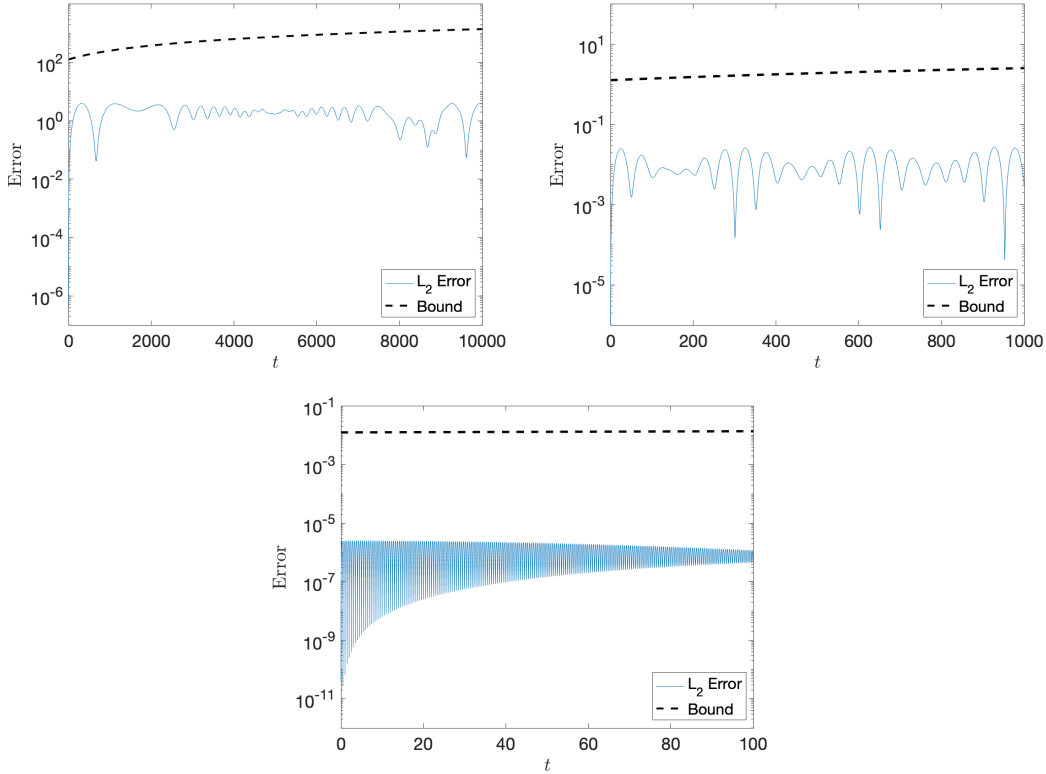 10^2
10^0
10^-2
10^-4
10^-6
Error
L_2 Error
Bound
0 2000 4000 6000 8000 10000
t
10^1
10^-1
10^-3
10^-5
Error
L_2 Error
Bound
0 200 400 600 800 1000
t
10^-1
10^-3
10^-5
10^-7
10^-9
10^-11
Error
L_2 Error
Bound
0 20 40 60 80 100
t